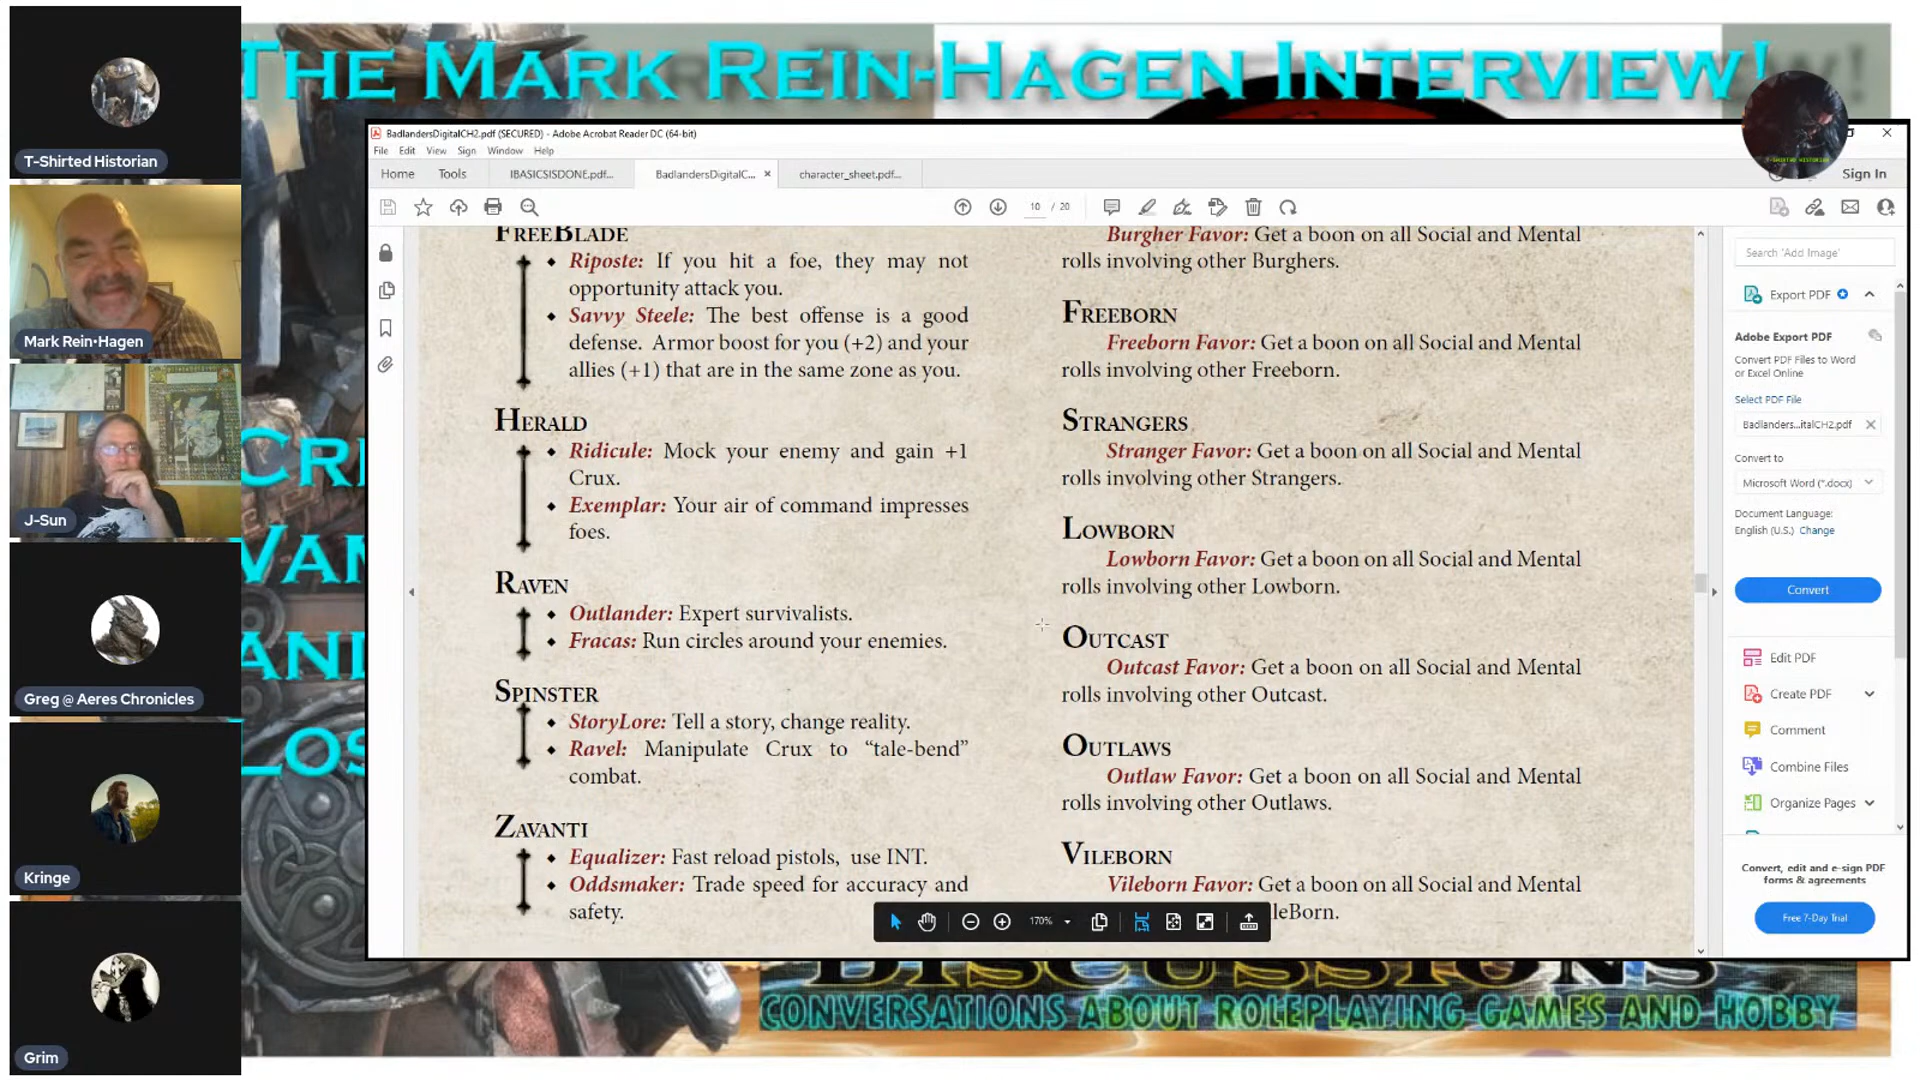 THE MARK REIN-HAGEN INTERVIEW!
T-Shirted Historian
Mark Rein•Hagen
J-Sun
Greg @ Aeres Chronicles
Kringe
Grim
CRI
VAM
AND
LOS
BadlandersDigitalCH2.pdf (SECURED) - Adobe Acrobat Reader DC (64-bit)
File Edit View Sign Window Help
Home Tools IBASICSISDONE.pdf... BadlandersDigitalC... × character_sheet.pdf...
Sign In
10 / 20
FREEBLADE
Riposte: If you hit a foe, they may not
opportunity attack you.
Savvy Steele: The best offense is a good
defense. Armor boost for you (+2) and your
allies (+1) that are in the same zone as you.
HERALD
Ridicule: Mock your enemy and gain +1
Crux.
Exemplar: Your air of command impresses
foes.
RAVEN
Outlander: Expert survivalists.
Fracas: Run circles around your enemies.
SPINSTER
StoryLore: Tell a story, change reality.
Ravel: Manipulate Crux to “tale-bend”
combat.
ZAVANTI
Equalizer: Fast reload pistols, use INT.
Oddsmaker: Trade speed for accuracy and
safety.
Burgher Favor: Get a boon on all Social and Mental
rolls involving other Burghers.
FREEBORN
Freeborn Favor: Get a boon on all Social and Mental
rolls involving other Freeborn.
STRANGERS
Stranger Favor: Get a boon on all Social and Mental
rolls involving other Strangers.
LOWBORN
Lowborn Favor: Get a boon on all Social and Mental
rolls involving other Lowborn.
OUTCAST
Outcast Favor: Get a boon on all Social and Mental
rolls involving other Outcast.
OUTLAWS
Outlaw Favor: Get a boon on all Social and Mental
rolls involving other Outlaws.
VILEBORN
Vileborn Favor: Get a boon on all Social and Mental
leBorn.
170%
Search 'Add Image'
Export PDF
Adobe Export PDF
Convert PDF Files to Word
or Excel Online
Select PDF File
Badlanders...italCH2.pdf
Convert to
Microsoft Word (*.docx)
Document Language:
English (U.S.) Change
Convert
Edit PDF
Create PDF
Comment
Combine Files
Organize Pages
Convert, edit and e-sign PDF
forms & agreements
Free 7-Day Trial
DISCUSSIONS
CONVERSATIONS ABOUT ROLEPLAYING GAMES AND HOBBY